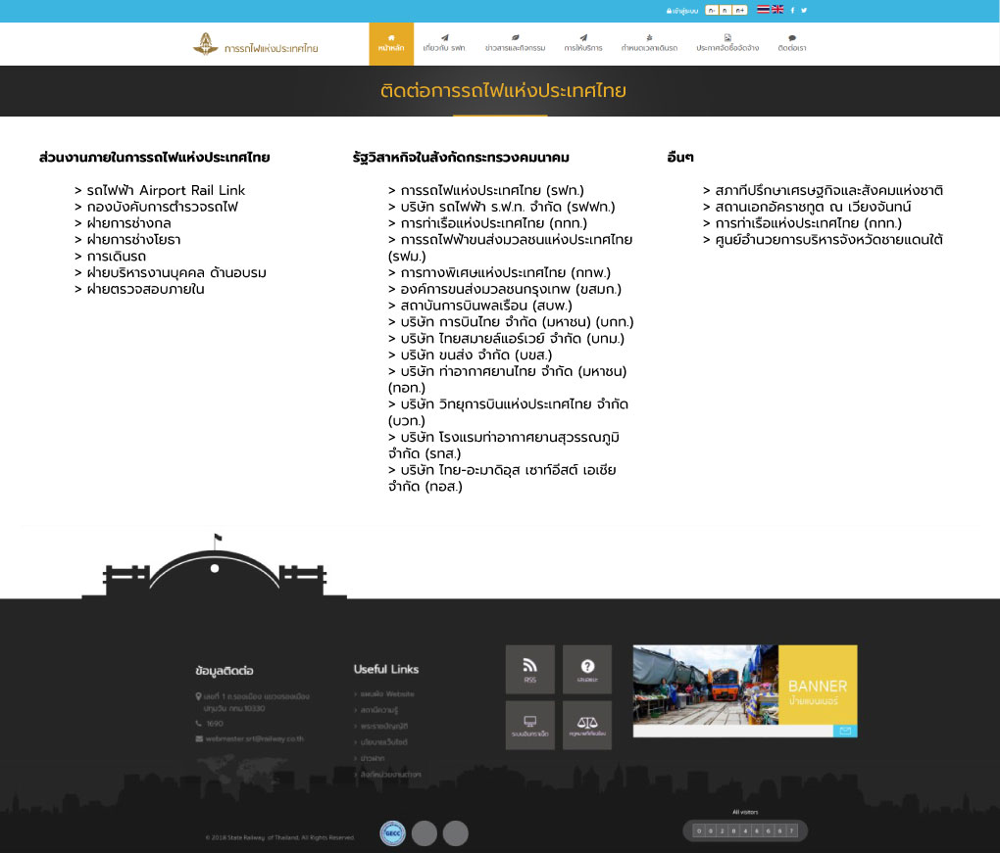 เข้าสู่ระบบ
ก-
ก
ก+
การรถไฟแห่งประเทศไทย
หน้าหลัก
เกี่ยวกับ รฟท
ข่าวสารและกิจกรรม
การให้บริการ
กำหนดเวลาเดินรถ
ประกาศจัดซื้อจัดจ้าง
ติดต่อเรา
ติดต่อการรถไฟแห่งประเทศไทย
ส่วนงานภายในการรถไฟแห่งประเทศไทย
> รถไฟฟ้า Airport Rail Link
> กองบังคับการตำรวจรถไฟ
> ฝ่ายการช่างกล
> ฝ่ายการช่างโยธา
> การเดินรถ
> ฝ่ายบริหารงานบุคคล ด้านอบรม
> ฝ่ายตรวจสอบภายใน
รัฐวิสาหกิจในสังกัดกระทรวงคมนาคม
> การรถไฟแห่งประเทศไทย (รฟท.)
> บริษัท รถไฟฟ้า ร.ฟ.ท. จำกัด (รฟฟท.)
> การท่าเรือแห่งประเทศไทย (กทท.)
> การรถไฟฟ้าขนส่งมวลชนแห่งประเทศไทย
(รฟม.)
> การทางพิเศษแห่งประเทศไทย (กทพ.)
> องค์การขนส่งมวลชนกรุงเทพ (ขสมก.)
> สถาบันการบินพลเรือน (สบพ.)
> บริษัท การบินไทย จำกัด (มหาชน) (บกท.)
> บริษัท ไทยสมายล์แอร์เวย์ จำกัด (บทม.)
> บริษัท ขนส่ง จำกัด (บขส.)
> บริษัท ท่าอากาศยานไทย จำกัด (มหาชน)
(ทอท.)
> บริษัท วิทยุการบินแห่งประเทศไทย จำกัด
(บวท.)
> บริษัท โรงแรมท่าอากาศยานสุวรรณภูมิ
จำกัด (รทส.)
> บริษัท ไทย-อะมาดิอุส เซาท์อีสต์ เอเชีย
จำกัด (ทอส.)
อื่นๆ
> สภาที่ปรึกษาเศรษฐกิจและสังคมแห่งชาติ
> สถานเอกอัคราชทูต ณ เวียงจันทน์
> การท่าเรือแห่งประเทศไทย (กทท.)
> ศูนย์อำนวยการบริหารจังหวัดชายแดนใต้
ข้อมูลติดต่อ
เลขที่ 1 ถ.รองเมือง แขวงรองเมือง
ปทุมวัน กทม.10330
1690
webmaster.srt@railway.co.th
Useful Links
> แผนผัง Website
> สถานีความรู้
> พระราชบัญญัติ
> นโยบายเว็บไซต์
> ข่าวฝาก
> ลิงก์หน่วยงานต่างๆ
RSS
เสนอแนะ
ระบบอินทราเน็ต
BANNER
ป้ายแบนเนอร์
© 2018 State Railway of Thailand. All Rights Reserved.
GECC
All visitors